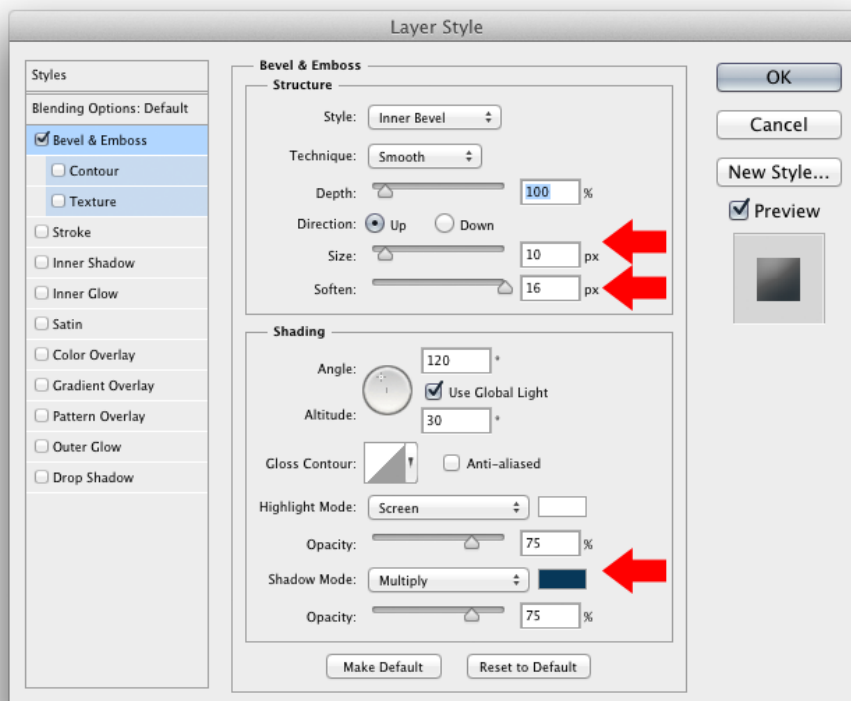 Layer Style
Styles
Blending Options: Default
Bevel & Emboss
Contour
Texture
Stroke
Inner Shadow
Inner Glow
Satin
Color Overlay
Gradient Overlay
Pattern Overlay
Outer Glow
Drop Shadow
Bevel & Emboss
Structure
Style: Inner Bevel
Technique: Smooth
Depth: 100 %
Direction: Up Down
Size: 10 px
Soften: 16 px
Shading
Angle: 120 °
Use Global Light
Altitude: 30 °
Gloss Contour: Anti-aliased
Highlight Mode: Screen
Opacity: 75 %
Shadow Mode: Multiply
Opacity: 75 %
Make Default Reset to Default
OK
Cancel
New Style...
Preview